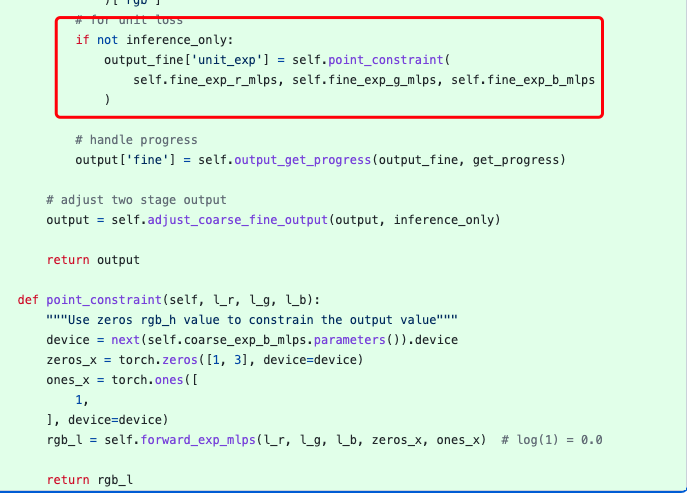 )['rgb']
# for unit loss
if not inference_only:
output_fine['unit_exp'] = self.point_constraint(
self.fine_exp_r_mlps, self.fine_exp_g_mlps, self.fine_exp_b_mlps
)
# handle progress
output['fine'] = self.output_get_progress(output_fine, get_progress)
# adjust two stage output
output = self.adjust_coarse_fine_output(output, inference_only)
return output
def point_constraint(self, l_r, l_g, l_b):
"""Use zeros rgb_h value to constrain the output value"""
device = next(self.coarse_exp_b_mlps.parameters()).device
zeros_x = torch.zeros([1, 3], device=device)
ones_x = torch.ones([
1,
], device=device)
rgb_l = self.forward_exp_mlps(l_r, l_g, l_b, zeros_x, ones_x)  # log(1) = 0.0
return rgb_l